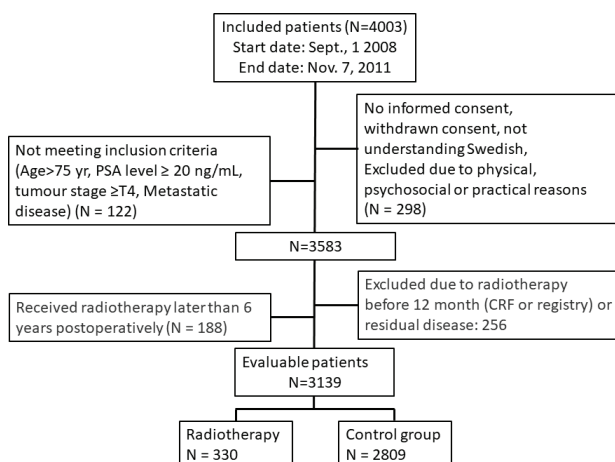 Included patients (N=4003)
Start date: Sept., 1 2008
End date: Nov. 7, 2011
No informed consent,
withdrawn consent, not
understanding Swedish,
Excluded due to physical,
psychosocial or practical reasons
(N = 298)
Not meeting inclusion criteria
(Age>75 yr, PSA level ≥ 20 ng/mL,
tumour stage ≥T4, Metastatic
disease) (N = 122)
N=3583
Excluded due to radiotherapy
before 12 month (CRF or registry) or
residual disease: 256
Received radiotherapy later than 6
years postoperatively (N = 188)
Evaluable patients
N=3139
Radiotherapy
N = 330
Control group
N = 2809